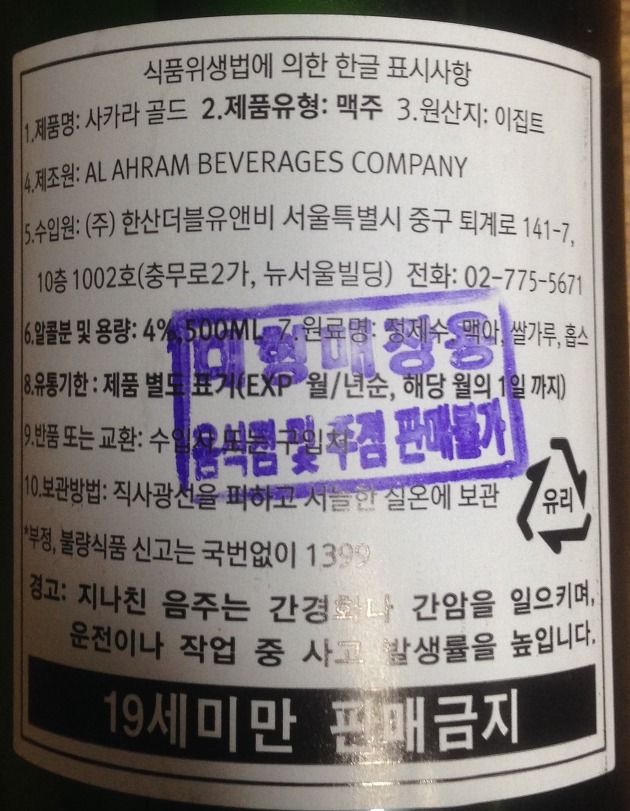 식품위생법에 의한 한글 표시사항
1.제품명: 사카라 골드 2.제품유형: 맥주 3.원산지: 이집트
4.제조원: AL AHRAM BEVERAGES COMPANY
5.수입원: (주) 한산더블유앤비 서울특별시 중구 퇴계로 141-7,
10층 1002호(충무로2가, 뉴서울빌딩) 전화: 02-775-5671
6.알콜분 및 용량: 4%,500ML 7.원료명: 정제수, 맥아, 쌀가루, 홉스
대형매장용
8.유통기한 : 제품 별도 표기(EXP 월/년순, 해당 월의 1일 까지)
음식점 및 주점 판매불가
9.반품 또는 교환: 수입사 또는 구입처
10.보관방법: 직사광선을 피하고 서늘한 실온에 보관
유리
*부정, 불량식품 신고는 국번없이 1399
경고: 지나친 음주는 간경화나 간암을 일으키며,
운전이나 작업 중 사고 발생률을 높입니다.
19세미만 판매금지